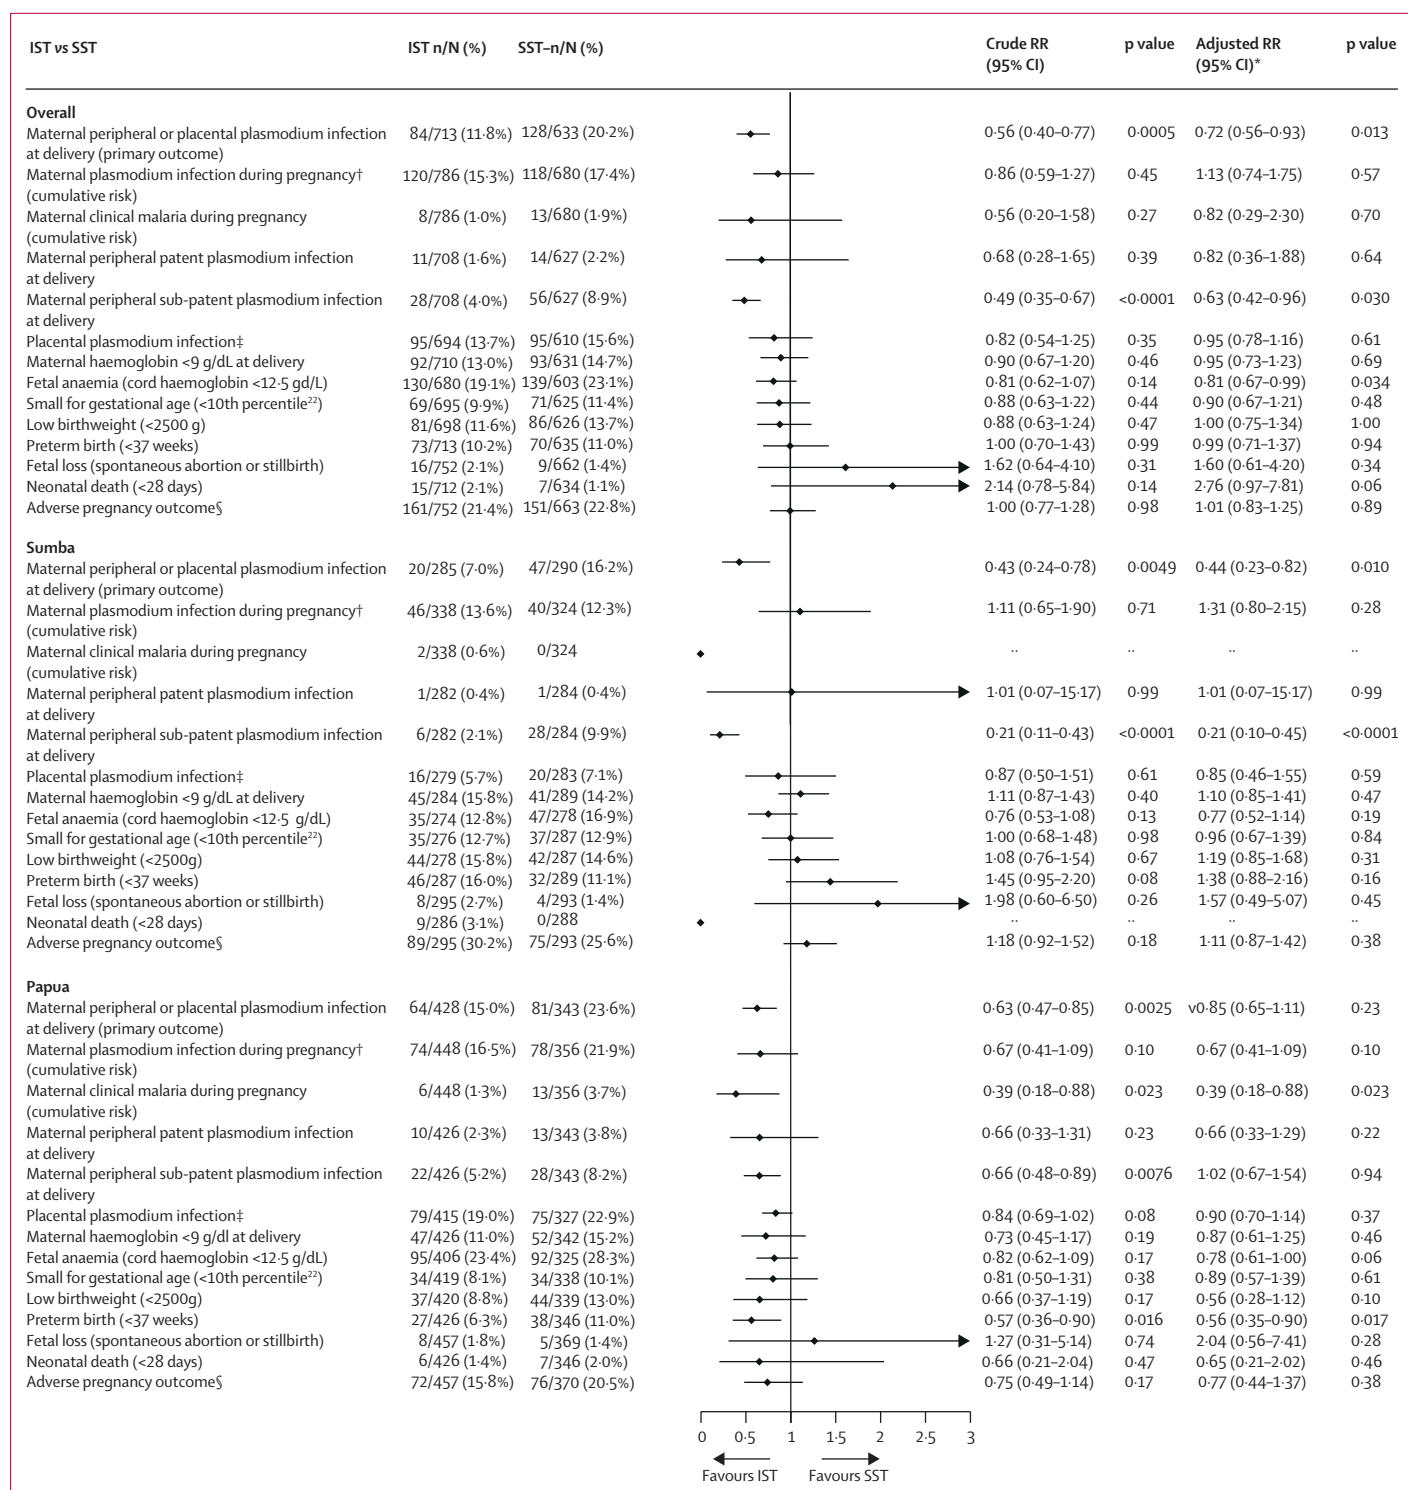 IST vs SST IST n/N (%) SST–n/N (%) Crude RR (95% CI) p value Adjusted RR (95% CI)* p value
Overall
Maternal peripheral or placental plasmodium infection 84/713 (11·8%) 128/633 (20·2%) 0·56 (0·40–0·77) 0·0005 0·72 (0·56–0·93) 0·013
at delivery (primary outcome)
Maternal plasmodium infection during pregnancy† 120/786 (15·3%) 118/680 (17·4%) 0·86 (0·59–1·27) 0·45 1·13 (0·74–1·75) 0·57
(cumulative risk)
Maternal clinical malaria during pregnancy 8/786 (1·0%) 13/680 (1·9%) 0·56 (0·20–1·58) 0·27 0·82 (0·29–2·30) 0·70
(cumulative risk)
Maternal peripheral patent plasmodium infection 11/708 (1·6%) 14/627 (2·2%) 0·68 (0·28–1·65) 0·39 0·82 (0·36–1·88) 0·64
at delivery
Maternal peripheral sub-patent plasmodium infection 28/708 (4·0%) 56/627 (8·9%) 0·49 (0·35–0·67) <0·0001 0·63 (0·42–0·96) 0·030
at delivery
Placental plasmodium infection‡ 95/694 (13·7%) 95/610 (15·6%) 0·82 (0·54–1·25) 0·35 0·95 (0·78–1·16) 0·61
Maternal haemoglobin <9 g/dL at delivery 92/710 (13·0%) 93/631 (14·7%) 0·90 (0·67–1·20) 0·46 0·95 (0·73–1·23) 0·69
Fetal anaemia (cord haemoglobin <12·5 gd/L) 130/680 (19·1%) 139/603 (23·1%) 0·81 (0·62–1·07) 0·14 0·81 (0·67–0·99) 0·034
Small for gestational age (<10th percentile22) 69/695 (9·9%) 71/625 (11·4%) 0·88 (0·63–1·22) 0·44 0·90 (0·67–1·21) 0·48
Low birthweight (<2500 g) 81/698 (11·6%) 86/626 (13·7%) 0·88 (0·63–1·24) 0·47 1·00 (0·75–1·34) 1·00
Preterm birth (<37 weeks) 73/713 (10·2%) 70/635 (11·0%) 1·00 (0·70–1·43) 0·99 0·99 (0·71–1·37) 0·94
Fetal loss (spontaneous abortion or stillbirth) 16/752 (2·1%) 9/662 (1·4%) 1·62 (0·64–4·10) 0·31 1·60 (0·61–4·20) 0·34
Neonatal death (<28 days) 15/712 (2·1%) 7/634 (1·1%) 2·14 (0·78–5·84) 0·14 2·76 (0·97–7·81) 0·06
Adverse pregnancy outcome§ 161/752 (21·4%) 151/663 (22·8%) 1·00 (0·77–1·28) 0·98 1·01 (0·83–1·25) 0·89
Sumba
Maternal peripheral or placental plasmodium infection 20/285 (7·0%) 47/290 (16·2%) 0·43 (0·24–0·78) 0·0049 0·44 (0·23–0·82) 0·010
at delivery (primary outcome)
Maternal plasmodium infection during pregnancy† 46/338 (13·6%) 40/324 (12·3%) 1·11 (0·65–1·90) 0·71 1·31 (0·80–2·15) 0·28
(cumulative risk)
Maternal clinical malaria during pregnancy 2/338 (0·6%) 0/324 ·· ·· ·· ··
(cumulative risk)
Maternal peripheral patent plasmodium infection 1/282 (0·4%) 1/284 (0·4%) 1·01 (0·07–15·17) 0·99 1·01 (0·07–15·17) 0·99
at delivery
Maternal peripheral sub-patent plasmodium infection 6/282 (2·1%) 28/284 (9·9%) 0·21 (0·11–0·43) <0·0001 0·21 (0·10–0·45) <0·0001
at delivery
Placental plasmodium infection‡ 16/279 (5·7%) 20/283 (7·1%) 0·87 (0·50–1·51) 0·61 0·85 (0·46–1·55) 0·59
Maternal haemoglobin <9 g/dL at delivery 45/284 (15·8%) 41/289 (14·2%) 1·11 (0·87–1·43) 0·40 1·10 (0·85–1·41) 0·47
Fetal anaemia (cord haemoglobin <12·5 g/dL) 35/274 (12·8%) 47/278 (16·9%) 0·76 (0·53–1·08) 0·13 0·77 (0·52–1·14) 0·19
Small for gestational age (<10th percentile22) 35/276 (12·7%) 37/287 (12·9%) 1·00 (0·68–1·48) 0·98 0·96 (0·67–1·39) 0·84
Low birthweight (<2500g) 44/278 (15·8%) 42/287 (14·6%) 1·08 (0·76–1·54) 0·67 1·19 (0·85–1·68) 0·31
Preterm birth (<37 weeks) 46/287 (16·0%) 32/289 (11·1%) 1·45 (0·95–2·20) 0·08 1·38 (0·88–2·16) 0·16
Fetal loss (spontaneous abortion or stillbirth) 8/295 (2·7%) 4/293 (1·4%) 1·98 (0·60–6·50) 0·26 1·57 (0·49–5·07) 0·45
Neonatal death (<28 days) 9/286 (3·1%) 0/288 ·· ·· ·· ··
Adverse pregnancy outcome§ 89/295 (30·2%) 75/293 (25·6%) 1·18 (0·92–1·52) 0·18 1·11 (0·87–1·42) 0·38
Papua
Maternal peripheral or placental plasmodium infection 64/428 (15·0%) 81/343 (23·6%) 0·63 (0·47–0·85) 0·0025 v0·85 (0·65–1·11) 0·23
at delivery (primary outcome)
Maternal plasmodium infection during pregnancy† 74/448 (16·5%) 78/356 (21·9%) 0·67 (0·41–1·09) 0·10 0·67 (0·41–1·09) 0·10
(cumulative risk)
Maternal clinical malaria during pregnancy 6/448 (1·3%) 13/356 (3·7%) 0·39 (0·18–0·88) 0·023 0·39 (0·18–0·88) 0·023
(cumulative risk)
Maternal peripheral patent plasmodium infection 10/426 (2·3%) 13/343 (3·8%) 0·66 (0·33–1·31) 0·23 0·66 (0·33–1·29) 0·22
at delivery
Maternal peripheral sub-patent plasmodium infection 22/426 (5·2%) 28/343 (8·2%) 0·66 (0·48–0·89) 0·0076 1·02 (0·67–1·54) 0·94
at delivery
Placental plasmodium infection‡ 79/415 (19·0%) 75/327 (22·9%) 0·84 (0·69–1·02) 0·08 0·90 (0·70–1·14) 0·37
Maternal haemoglobin <9 g/dl at delivery 47/426 (11·0%) 52/342 (15·2%) 0·73 (0·45–1·17) 0·19 0·87 (0·61–1·25) 0·46
Fetal anaemia (cord haemoglobin <12·5 g/dL) 95/406 (23·4%) 92/325 (28·3%) 0·82 (0·62–1·09) 0·17 0·78 (0·61–1·00) 0·06
Small for gestational age (<10th percentile22) 34/419 (8·1%) 34/338 (10·1%) 0·81 (0·50–1·31) 0·38 0·89 (0·57–1·39) 0·61
Low birthweight (<2500g) 37/420 (8·8%) 44/339 (13·0%) 0·66 (0·37–1·19) 0·17 0·56 (0·28–1·12) 0·10
Preterm birth (<37 weeks) 27/426 (6·3%) 38/346 (11·0%) 0·57 (0·36–0·90) 0·016 0·56 (0·35–0·90) 0·017
Fetal loss (spontaneous abortion or stillbirth) 8/457 (1·8%) 5/369 (1·4%) 1·27 (0·31–5·14) 0·74 2·04 (0·56–7·41) 0·28
Neonatal death (<28 days) 6/426 (1·4%) 7/346 (2·0%) 0·66 (0·21–2·04) 0·47 0·65 (0·21–2·02) 0·46
Adverse pregnancy outcome§ 72/457 (15·8%) 76/370 (20·5%) 0·75 (0·49–1·14) 0·17 0·77 (0·44–1·37) 0·38
0 0·5 1 1·5 2 2·5 3
Favours IST Favours SST